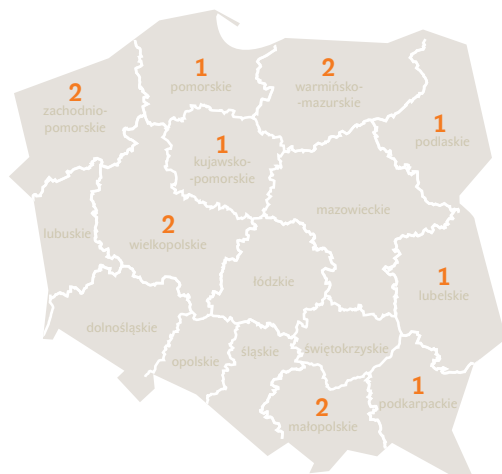 1
pomorskie
2
warmińsko-
-mazurskie
2
zachodnio-
pomorskie
1
podlaskie
1
kujawsko-
-pomorskie
mazowieckie
lubuskie
2
wielkopolskie
1
lubelskie
łódzkie
dolnośląskie
opolskie
śląskie
świętokrzyskie
1
podkarpackie
2
małopolskie